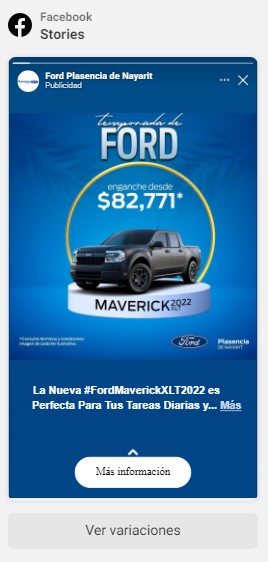 Facebook
Stories
Ford Plasencia de Nayarit
Publicidad
temporada de
FORD
enganche desde
$82,771*
MAVERICK 2022
XLT
*Consulta términos y condiciones
Imagen de carácter ilustrativo
Ford
Plasencia
DE NAYARIT
La Nueva #FordMaverickXLT2022 es
Perfecta Para Tus Tareas Diarias y... Más
Más información
Ver variaciones